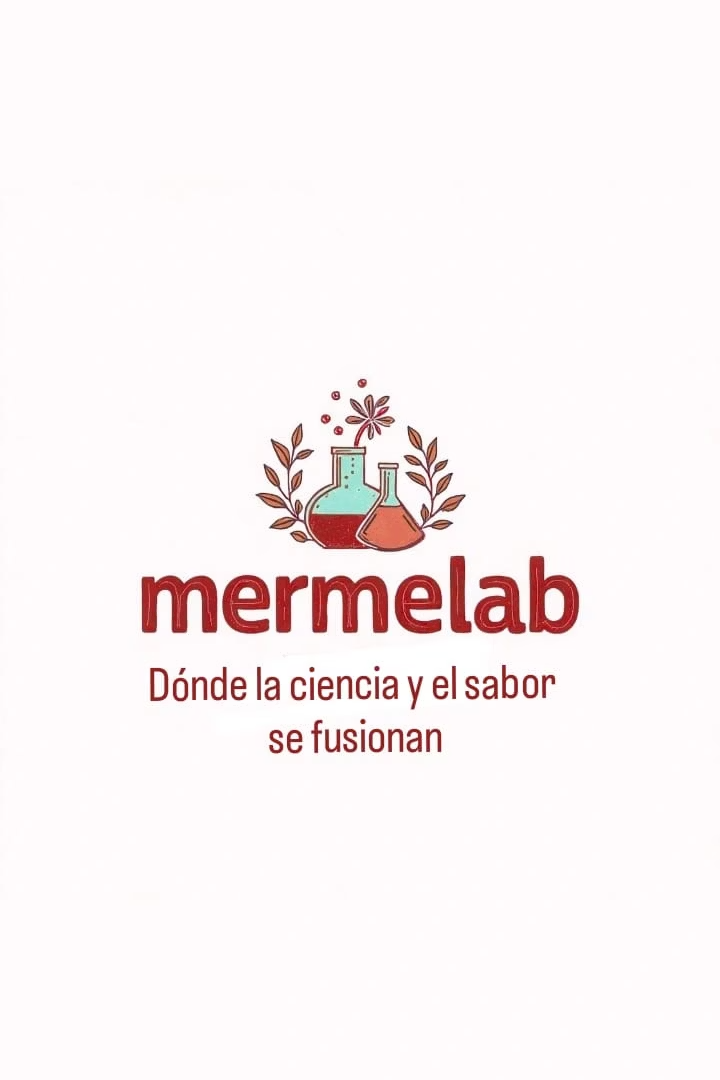 mermelab
Dónde la ciencia y el sabor
se fusionan